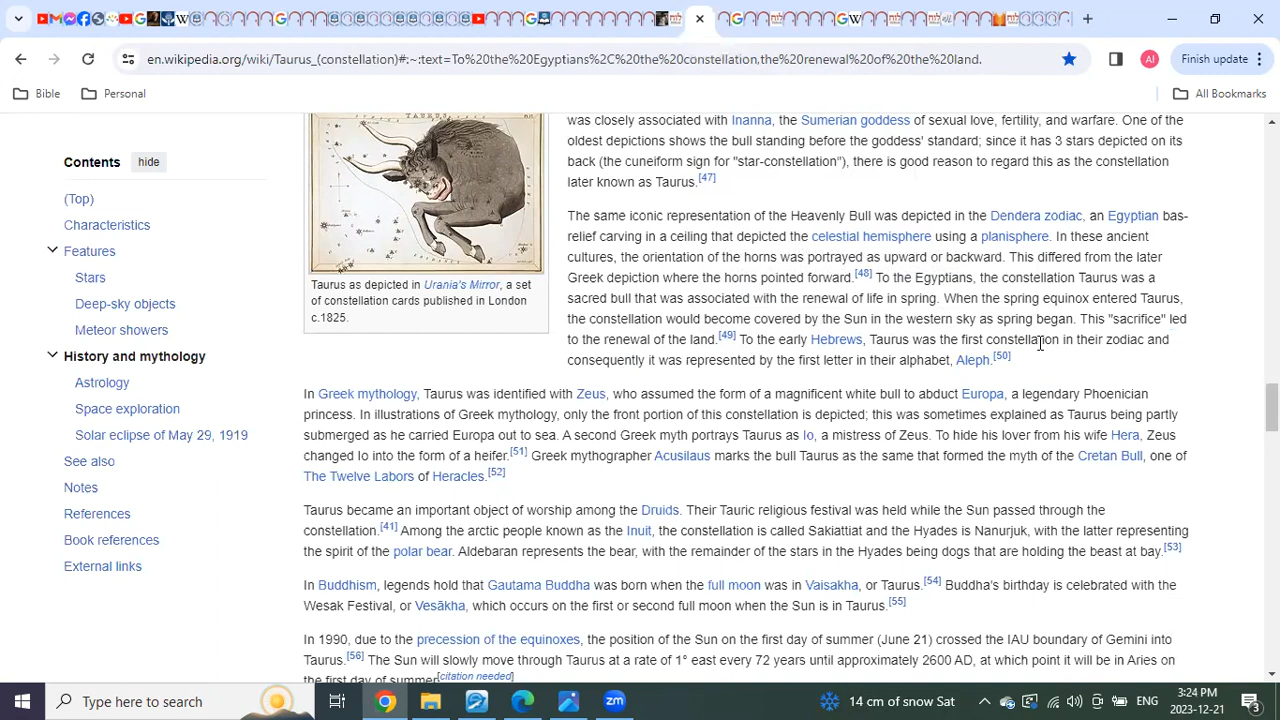 en.wikipedia.org/wiki/Taurus_(constellation)#:~:text=To%20the%20Egyptians%2C%20the%20constellation,the%20renewal%20of%20the%20land.
AI
Finish update
Bible
Personal
All Bookmarks
Contents
hide
(Top)
Characteristics
Features
Stars
Deep-sky objects
Meteor showers
History and mythology
Astrology
Space exploration
Solar eclipse of May 29, 1919
See also
Notes
References
Book references
External links
TAURUS
Taurus as depicted in Urania's Mirror, a set
of constellation cards published in London
c.1825.
was closely associated with Inanna, the Sumerian goddess of sexual love, fertility, and warfare. One of the
oldest depictions shows the bull standing before the goddess' standard; since it has 3 stars depicted on its
back (the cuneiform sign for "star-constellation"), there is good reason to regard this as the constellation
later known as Taurus.[47]
The same iconic representation of the Heavenly Bull was depicted in the Dendera zodiac, an Egyptian bas-
relief carving in a ceiling that depicted the celestial hemisphere using a planisphere. In these ancient
cultures, the orientation of the horns was portrayed as upward or backward. This differed from the later
Greek depiction where the horns pointed forward.[48] To the Egyptians, the constellation Taurus was a
sacred bull that was associated with the renewal of life in spring. When the spring equinox entered Taurus,
the constellation would become covered by the Sun in the western sky as spring began. This "sacrifice" led
to the renewal of the land.[49] To the early Hebrews, Taurus was the first constellation in their zodiac and
consequently it was represented by the first letter in their alphabet, Aleph.[50]
In Greek mythology, Taurus was identified with Zeus, who assumed the form of a magnificent white bull to abduct Europa, a legendary Phoenician
princess. In illustrations of Greek mythology, only the front portion of this constellation is depicted; this was sometimes explained as Taurus being partly
submerged as he carried Europa out to sea. A second Greek myth portrays Taurus as Io, a mistress of Zeus. To hide his lover from his wife Hera, Zeus
changed Io into the form of a heifer.[51] Greek mythographer Acusilaus marks the bull Taurus as the same that formed the myth of the Cretan Bull, one of
The Twelve Labors of Heracles.[52]
Taurus became an important object of worship among the Druids. Their Tauric religious festival was held while the Sun passed through the
constellation.[41] Among the arctic people known as the Inuit, the constellation is called Sakiattiat and the Hyades is Nanurjuk, with the latter representing
the spirit of the polar bear. Aldebaran represents the bear, with the remainder of the stars in the Hyades being dogs that are holding the beast at bay.[53]
In Buddhism, legends hold that Gautama Buddha was born when the full moon was in Vaisakha, or Taurus.[54] Buddha's birthday is celebrated with the
Wesak Festival, or Vesākha, which occurs on the first or second full moon when the Sun is in Taurus.[55]
In 1990, due to the precession of the equinoxes, the position of the Sun on the first day of summer (June 21) crossed the IAU boundary of Gemini into
Taurus.[56] The Sun will slowly move through Taurus at a rate of 1° east every 72 years until approximately 2600 AD, at which point it will be in Aries on
the first day of summer[citation needed]
Type here to search
zm
14 cm of snow Sat
ENG
3:24 PM
2023-12-21
3